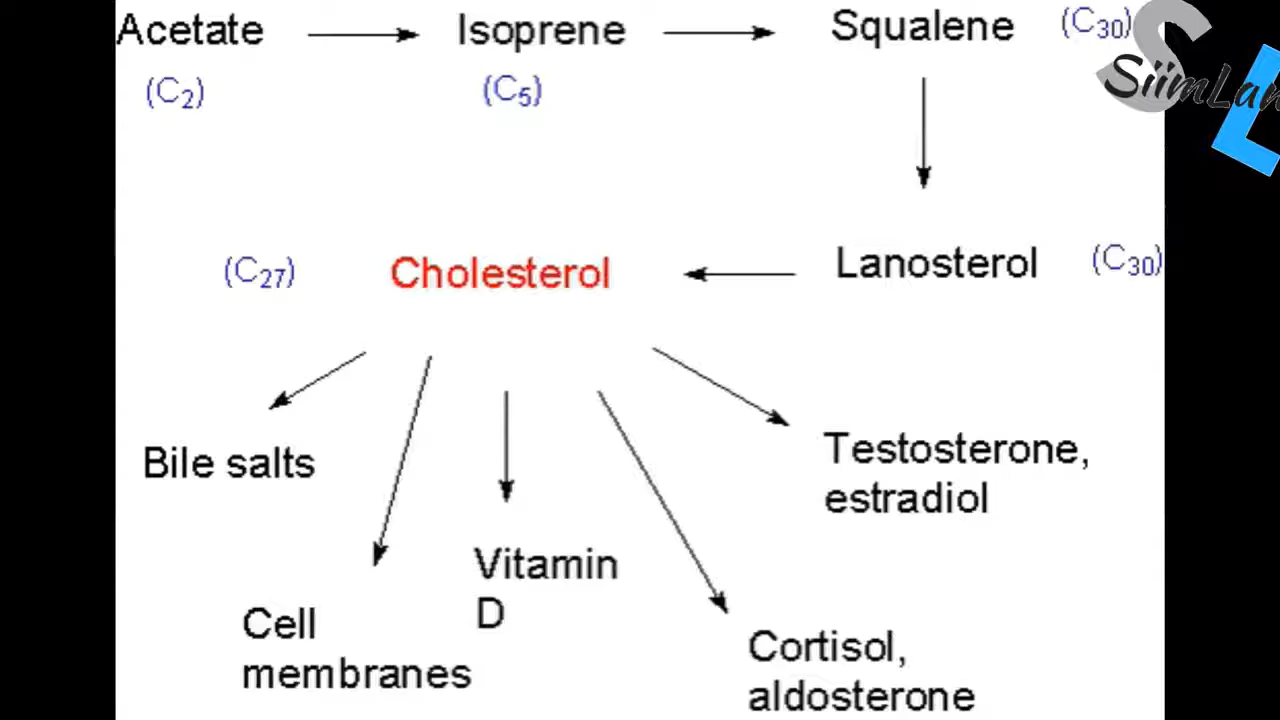 Acetate
Isoprene
Squalene
(C30)
(C2)
(C5)
SiimLan
(C27)
Cholesterol
Lanosterol
(C30)
Bile salts
Testosterone,
estradiol
Vitamin
D
Cell
membranes
Cortisol,
aldosterone